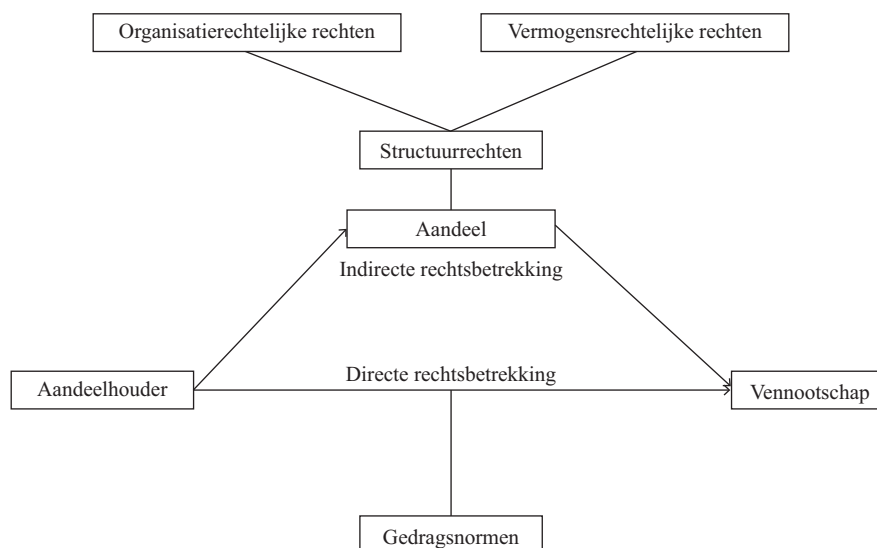 Organisatierechtelijke rechten
Vermogensrechtelijke rechten
Structuurrechten
Aandeel
Indirecte rechtsbetrekking
Directe rechtsbetrekking
Aandeelhouder
Vennootschap
Gedragsnormen